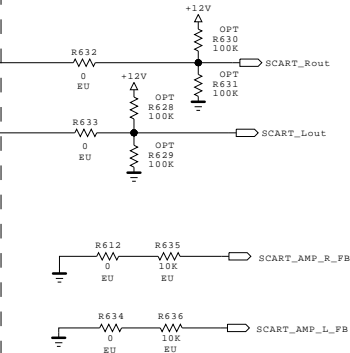 +12V
OPT
R630
100K
R632
0
EU
SCART_Rout
+12V
OPT
R631
100K
OPT
R628
100K
R633
0
EU
SCART_Lout
OPT
R629
100K
R612
0
EU
R635
10K
EU
SCART_AMP_R_FB
R634
0
EU
R636
10K
EU
SCART_AMP_L_FB